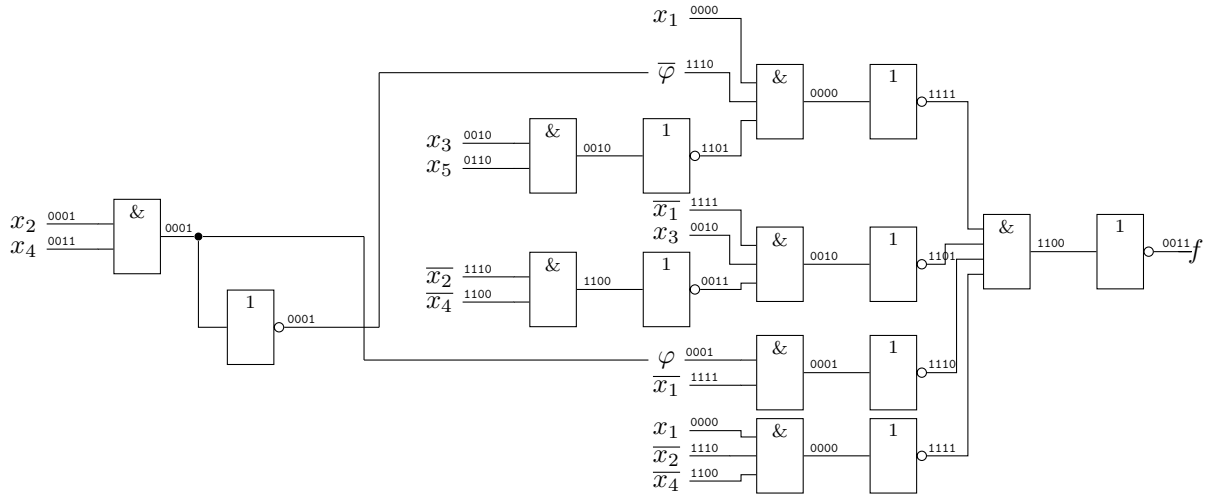 x₁ 0000
φ̅ 1110 & 0000 1 1111
x₃ 0010 & 0010 1 1101
x₅ 0110
x̅₁ 1111
x₃ 0010 & 0010 1 1101
x₂ 0001 & 0001
x₄ 0011
& 1100 1 0011 f
x̅₂ 1110 & 1100 1 0011
x̅₄ 1100
1 0001
φ 0001 & 0001 1 1110
x̅₁ 1111
x₁ 0000 & 0000 1 1111
x̅₂ 1110
x̅₄ 1100